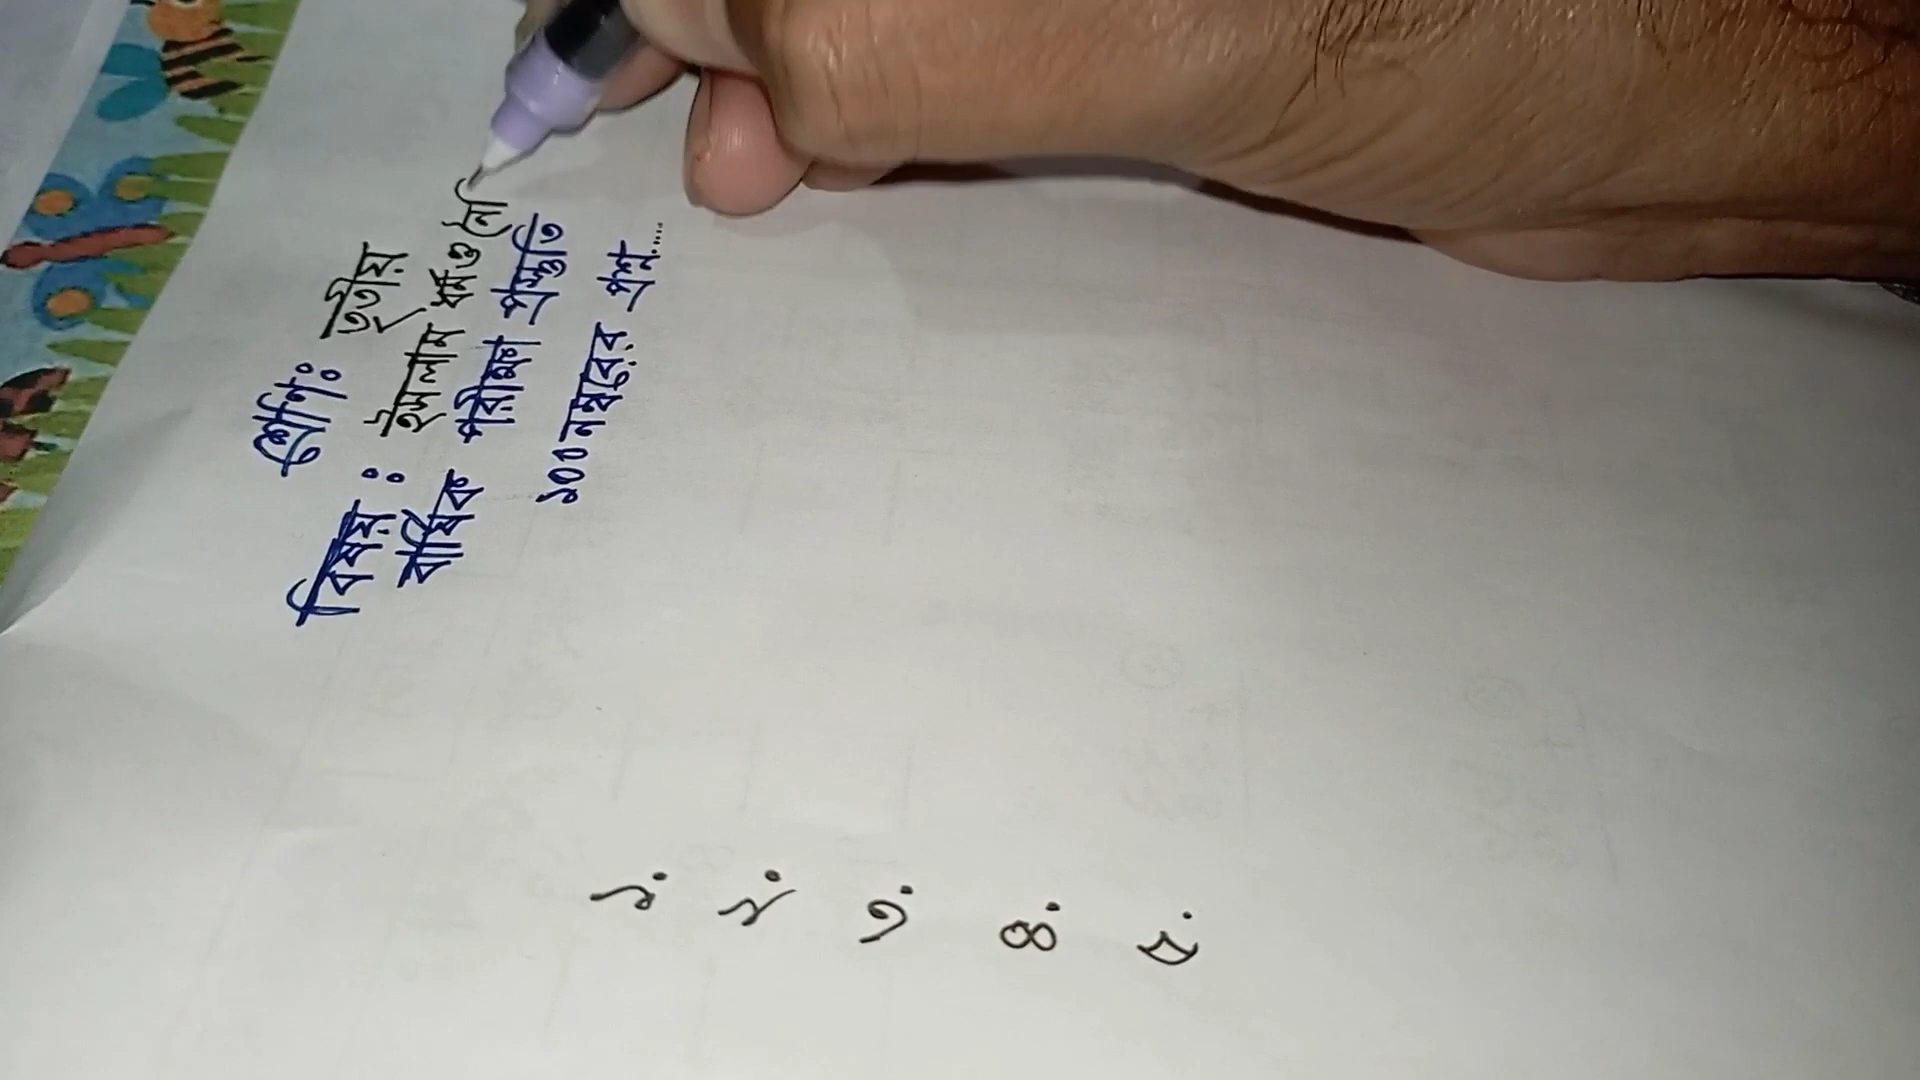 শ্রেণিঃ তৃতীয়
বিষয়ঃ ইসলাম ধর্ম ও নৈ
বার্ষিক পরীক্ষা প্রস্তুতি
১০০ নম্বরের প্রশ্ন.....
১.
২.
৩.
৪.
৫.